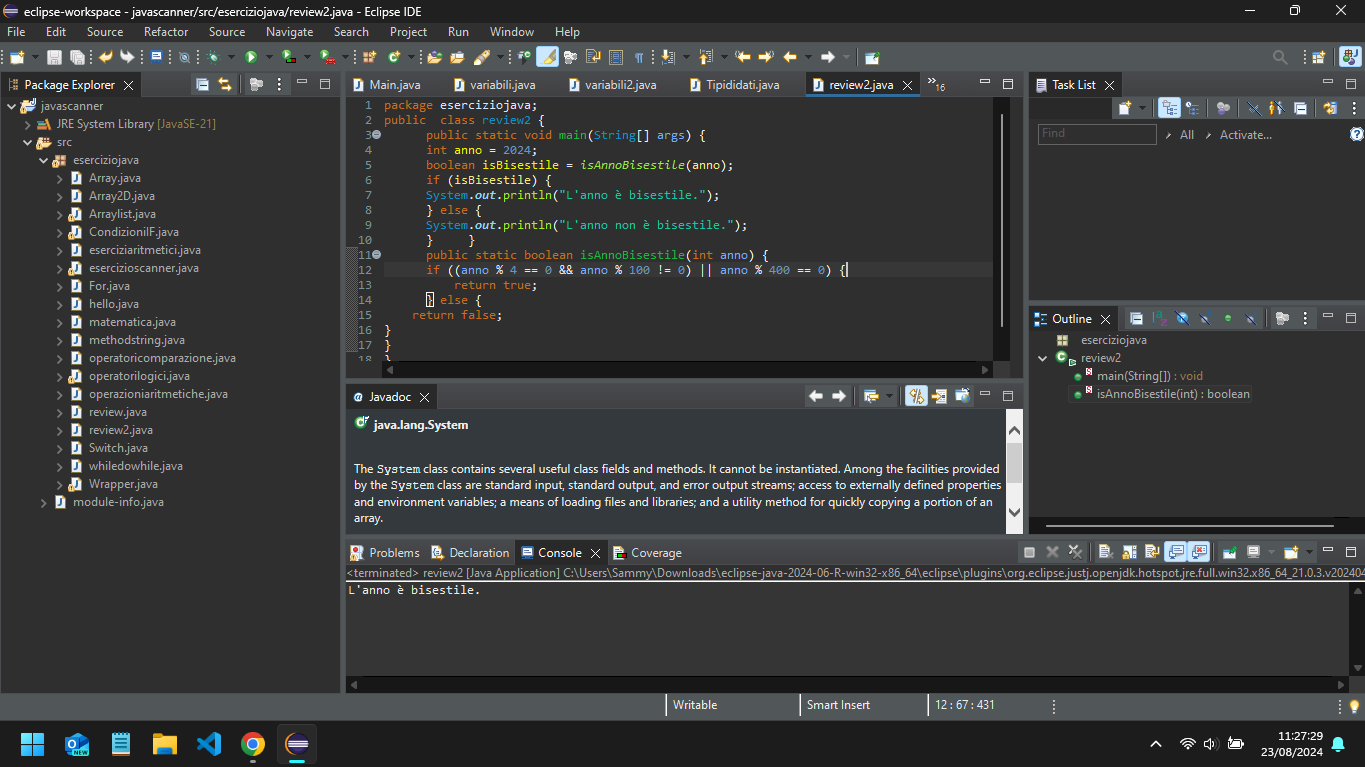 eclipse-workspace - javascanner/src/eserciziojava/review2.java - Eclipse IDE
File Edit Source Refactor Source Navigate Search Project Run Window Help
Package Explorer
javascanner
JRE System Library [JavaSE-21]
src
eserciziojava
Array.java
Array2D.java
Arraylist.java
CondizioniIF.java
eserciziaritmetici.java
esercizioscanner.java
For.java
hello.java
matematica.java
methodstring.java
operatoricomparazione.java
operatorilogici.java
operazioniaritmetiche.java
review.java
review2.java
Switch.java
whiledowhile.java
Wrapper.java
module-info.java
Main.java variabili.java variabili2.java Tipididati.java review2.java »16
1 package eserciziojava;
2 public  class review2 {
3 public static void main(String[] args) {
4 int anno = 2024;
5 boolean isBisestile = isAnnoBisestile(anno);
6 if (isBisestile) {
7 System.out.println("L'anno è bisestile.");
8 } else {
9 System.out.println("L'anno non è bisestile.");
10 }     }
11 public static boolean isAnnoBisestile(int anno) {
12 if ((anno % 4 == 0 && anno % 100 != 0) || anno % 400 == 0) {
13 return true;
14 } else {
15 return false;
16 }
17 }
18 }
Javadoc
java.lang.System
The System class contains several useful class fields and methods. It cannot be instantiated. Among the facilities provided
by the System class are standard input, standard output, and error output streams; access to externally defined properties
and environment variables; a means of loading files and libraries; and a utility method for quickly copying a portion of an
array.
Task List
Find All Activate...
Outline
eserciziojava
review2
main(String[]) : void
isAnnoBisestile(int) : boolean
Problems Declaration Console Coverage
<terminated> review2 [Java Application] C:\Users\Sammy\Downloads\eclipse-java-2024-06-R-win32-x86_64\eclipse\plugins\org.eclipse.justj.openjdk.hotspot.jre.full.win32.x86_64_21.0.3.v202404
L'anno è bisestile.
Writable Smart Insert 12 : 67 : 431
NEW
11:27:29
23/08/2024